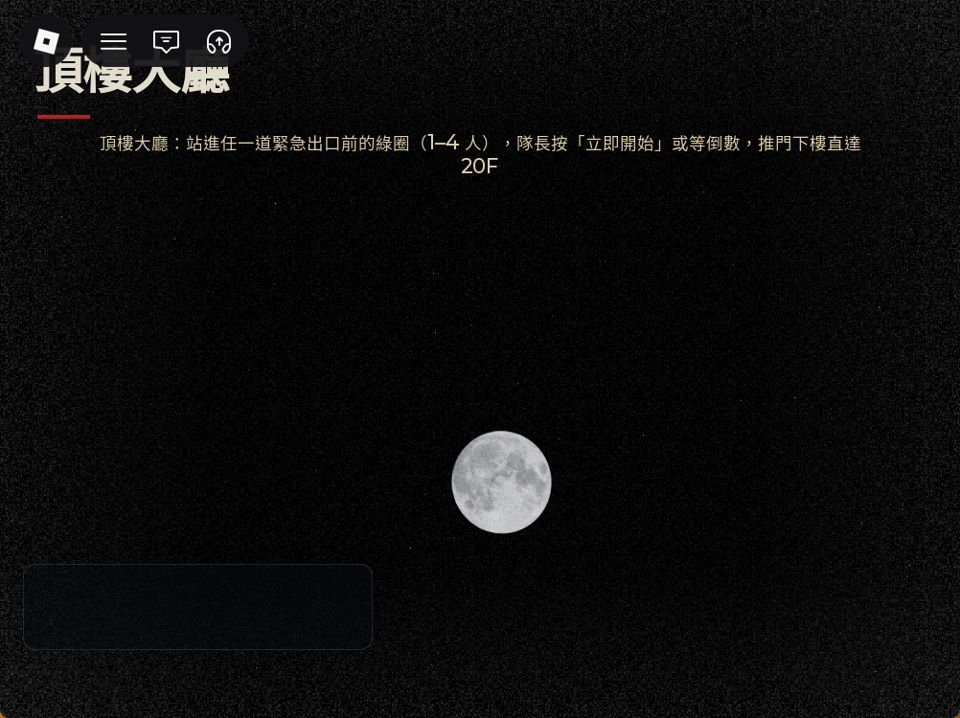 頂樓大廳
頂樓大廳：站進任一道緊急出口前的綠圈（1–4 人），隊長按「立即開始」或等倒數，推門下樓直達
20F